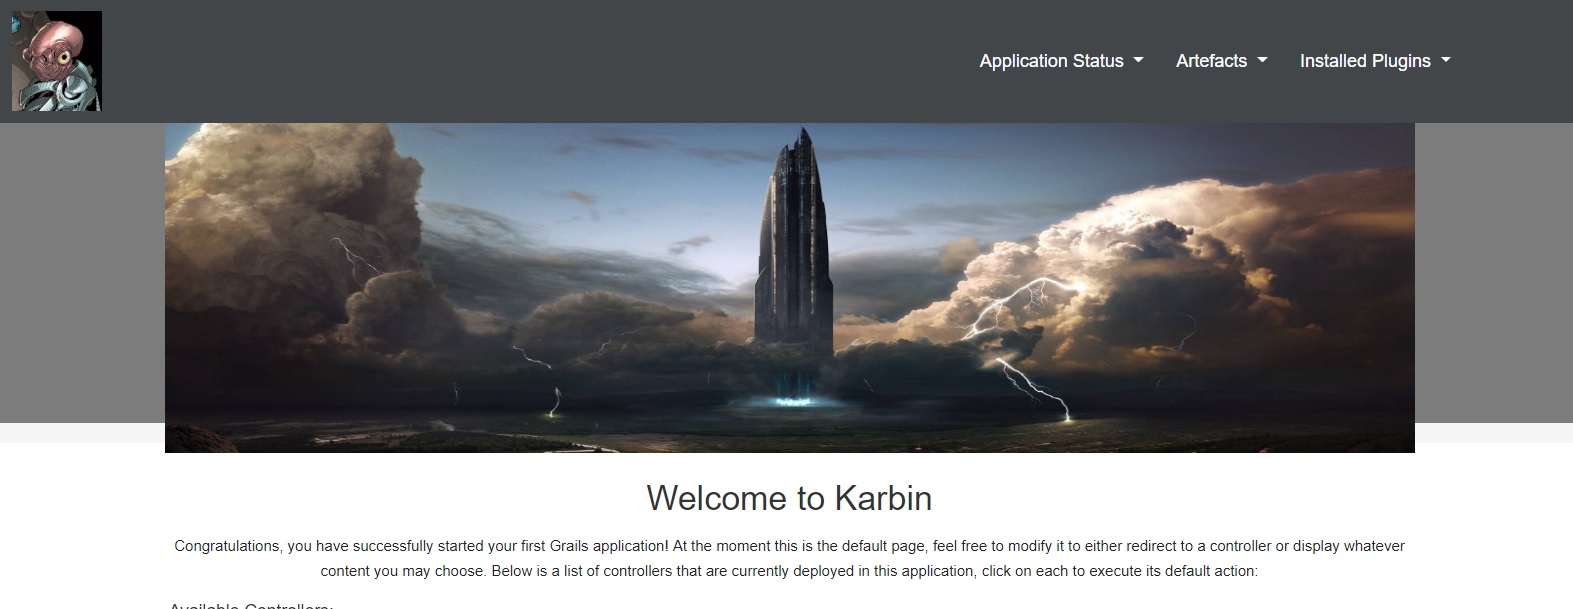 Application Status
Artefacts
Installed Plugins
Welcome to Karbin
Congratulations, you have successfully started your first Grails application! At the moment this is the default page, feel free to modify it to either redirect to a controller or display whatever
content you may choose. Below is a list of controllers that are currently deployed in this application, click on each to execute its default action:
Available Controllers: